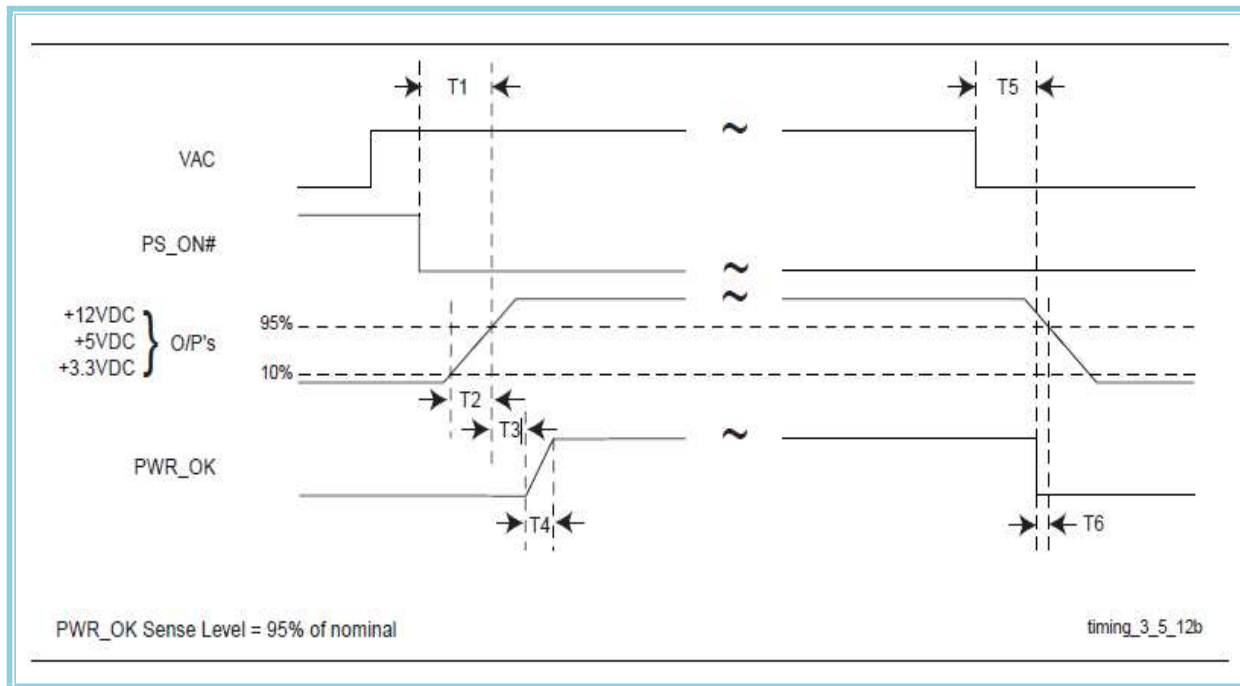 T1
T5
VAC
~
PS_ON#
~
~
+12VDC
+5VDC
+3.3VDC
} O/P's
95%
10%
T2
T3
~
PWR_OK
T4
T6
PWR_OK Sense Level = 95% of nominal
timing_3_5_12b